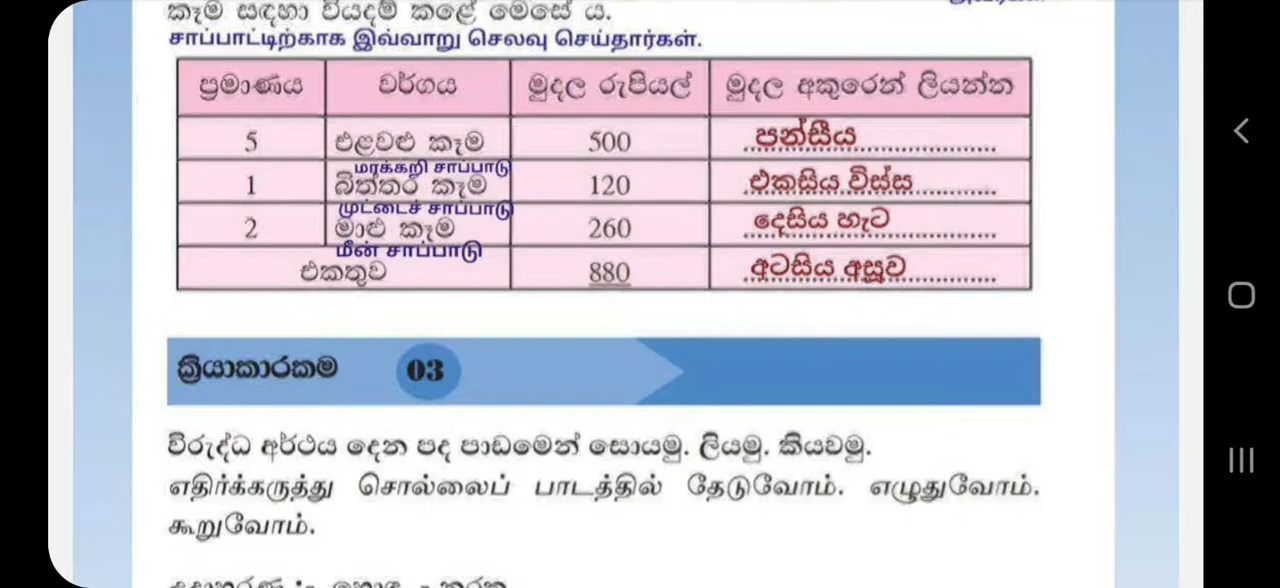 කෑම සඳහා වියදම් කළේ මෙසේ ය.
சாப்பாட்டிற்காக இவ்வாறு செலவு செய்தார்கள்.
ප්‍රමාණය වර්ගය මුදල රුපියල් මුදල අකුරෙන් ලියන්න
5 එළවළු කෑම 500 පන්සීය
மரக்கறி சாப்பாடு
1 බිත්තර කෑම 120 එකසිය විස්ස
முட்டைச் சாப்பாடு
2 මාළු කෑම 260 දෙසිය හැට
மீன் சாப்பாடு
එකතුව 880 අටසිය අසූව
ක්‍රියාකාරකම 03
විරුද්ධ අර්ථය දෙන පද පාඩමෙන් සොයමු. ලියමු. කියවමු.
எதிர்க்கருத்து சொல்லைப் பாடத்தில் தேடுவோம். எழுதுவோம்.
கூறுவோம்.